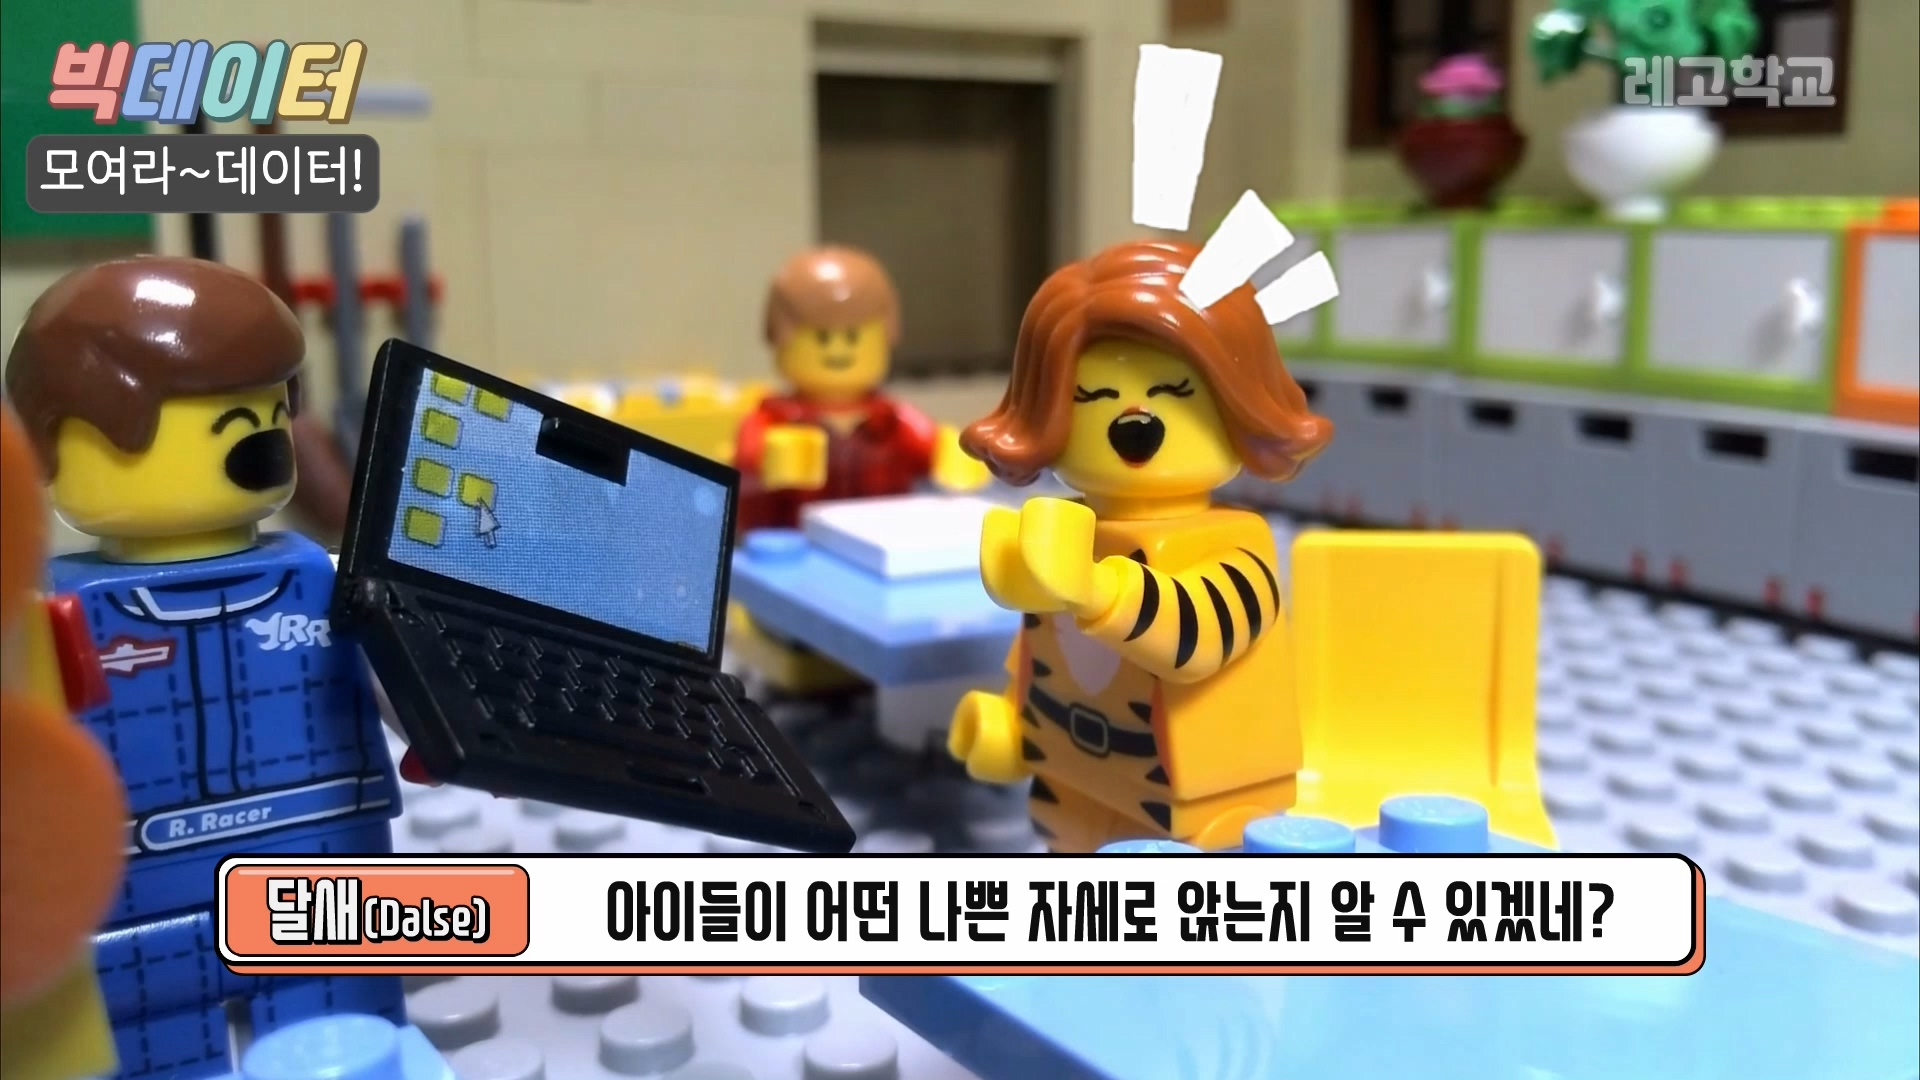 빅데이터
모여라~데이터!
레고학교
YRR
R. Racer
달새(Dalse)
아이들이 어떤 나쁜 자세로 앉는지 알 수 있겠네?